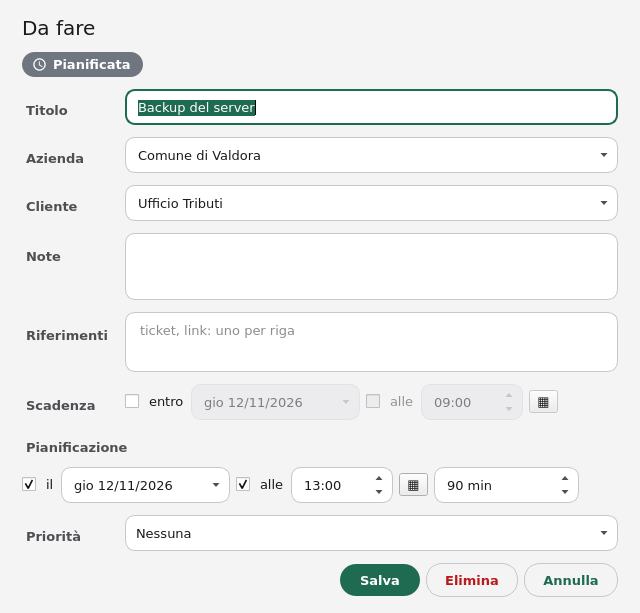 Da fare
Pianificata
Titolo Backup del server
Azienda Comune di Valdora
Cliente Ufficio Tributi
Note
Riferimenti ticket, link: uno per riga
Scadenza entro gio 12/11/2026 alle 09:00
Pianificazione
il gio 12/11/2026 alle 13:00 90 min
Priorità Nessuna
Salva Elimina Annulla